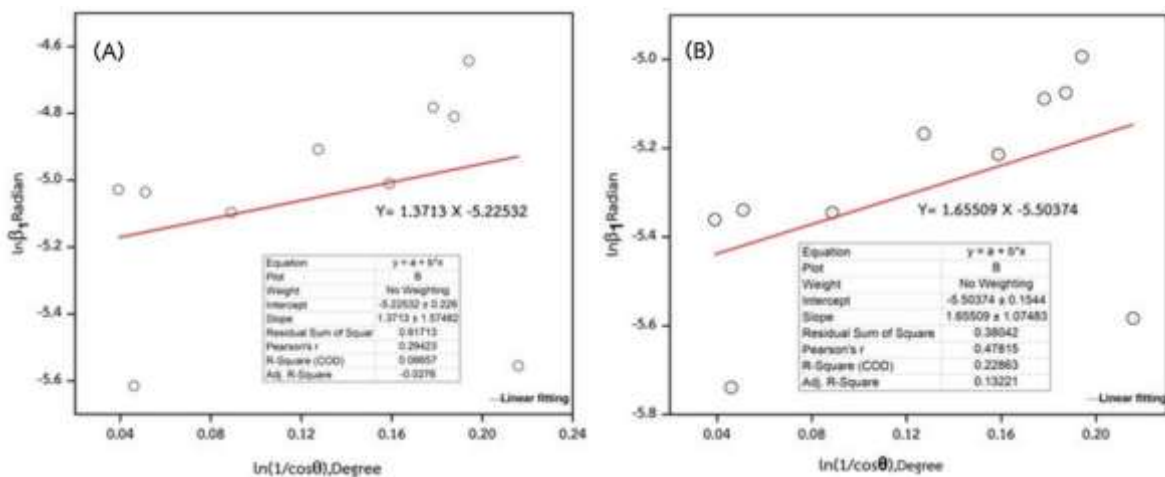 (A)
-4.6
-4.8
-5.0
-5.2
-5.6
lnβ1Radian
Y= 1.3713 X -5.22532
Equation y = a + b*x
Plot B
Weight No Weighting
Intercept -5.22532 ± 0.226
Slope 1.3713 ± 1.57482
Residual Sum of Squar 0.81713
Pearson's r 0.29423
R-Square (COD) 0.08657
Adj. R-Square -0.0276
Linear fitting
0.04 0.08 0.12 0.16 0.20 0.24
ln(1/cosθ),Degree
(B)
-5.0
-5.2
-5.4
-5.6
-5.8
lnβ1Radian
Y= 1.65509 X -5.50374
Equation y = a + b*x
Plot B
Weight No Weighting
Intercept -5.50374 ± 0.1544
Slope 1.65509 ± 1.07483
Residual Sum of Square 0.38042
Pearson's r 0.47815
R-Square (COD) 0.22863
Adj. R-Square 0.13221
Linear fitting
0.04 0.08 0.12 0.16 0.20
ln(1/cosθ),Degree